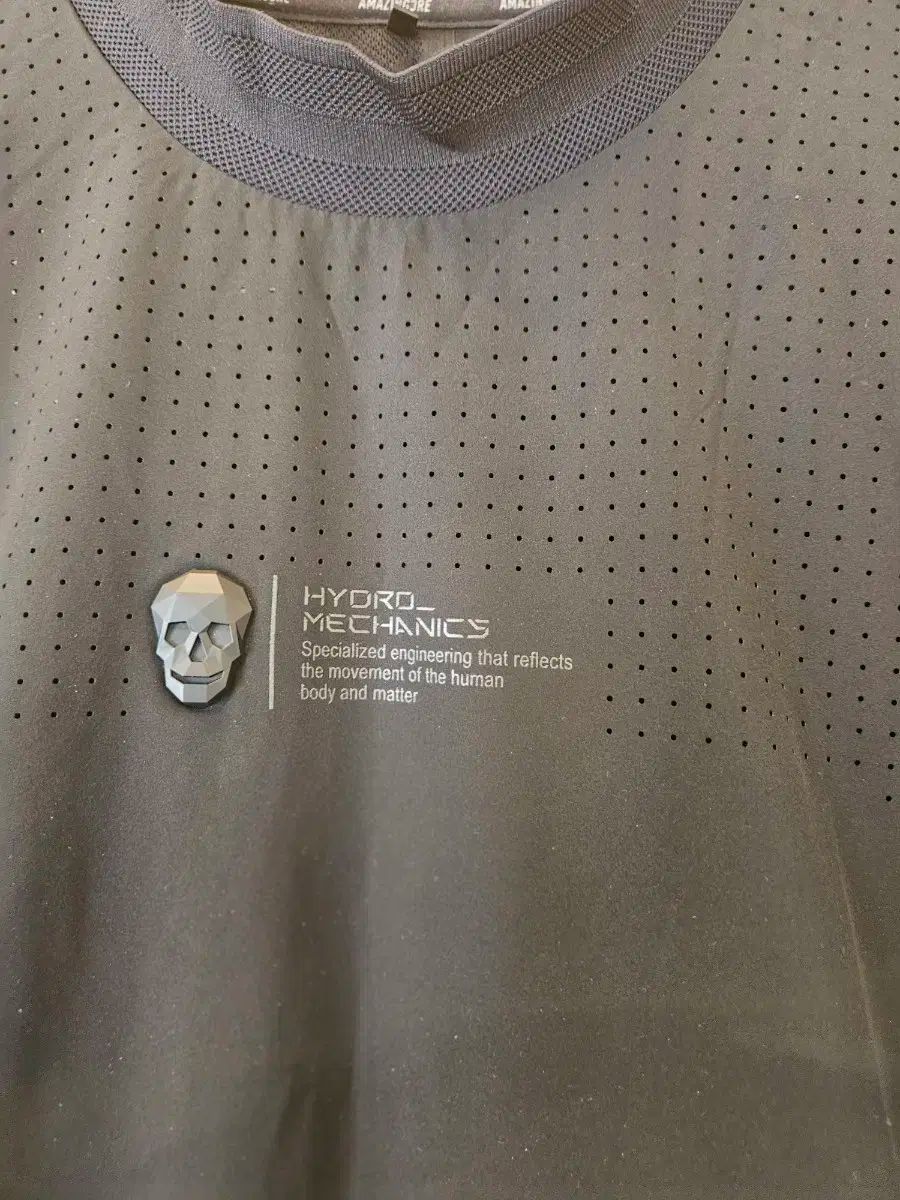 HYDRO_
MECHANICS
Specialized engineering that reflects
the movement of the human
body and matter